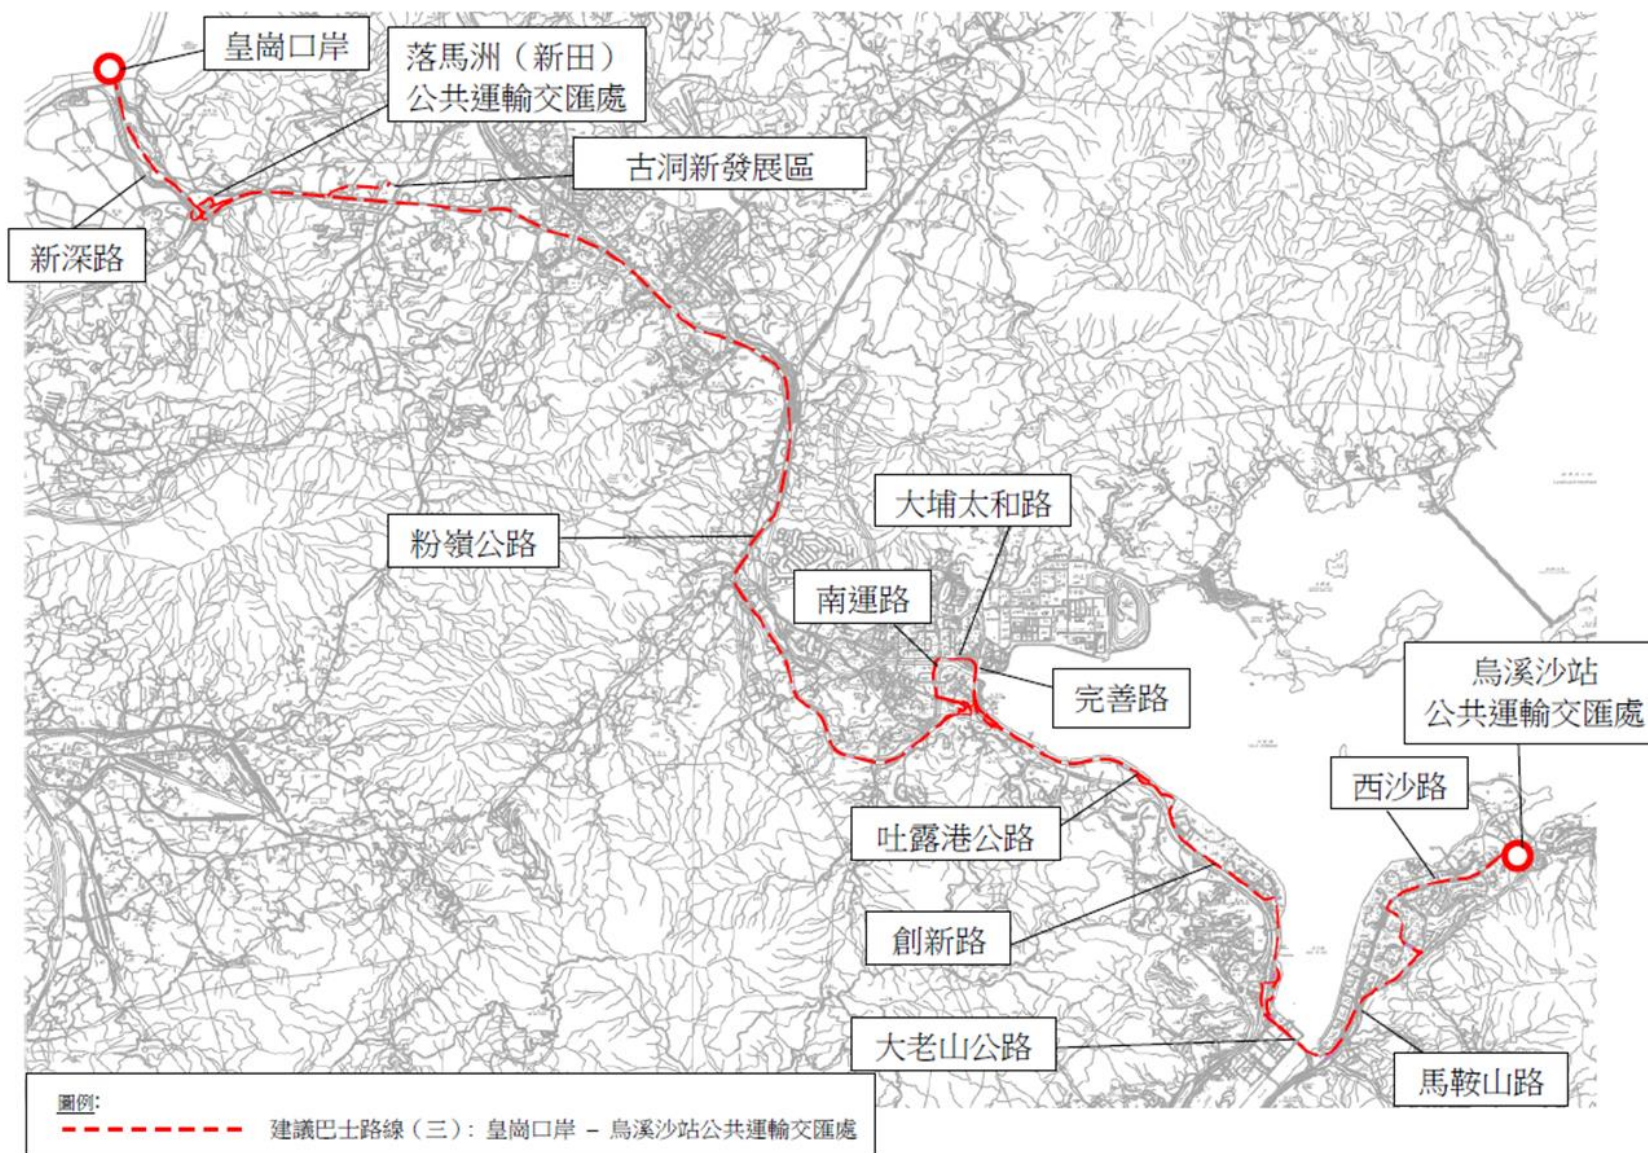 皇崗口岸
落馬洲（新田）
公共運輸交匯處
古洞新發展區
新深路
大埔太和路
粉嶺公路
南運路
完善路
烏溪沙站
公共運輸交匯處
西沙路
吐露港公路
創新路
大老山公路
馬鞍山路
圖例:
建議巴士路線（三）: 皇崗口岸 – 烏溪沙站公共運輸交匯處